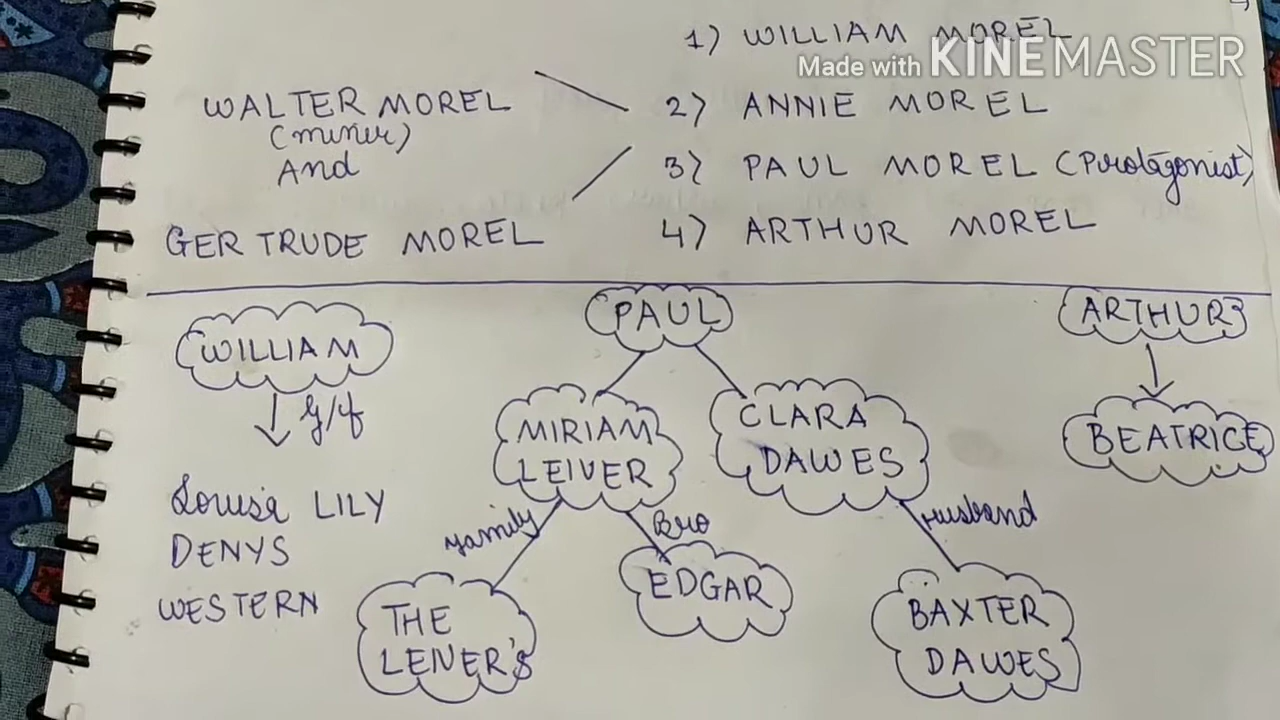 1) WILLIAM MOREL
Made with KINEMASTER
WALTER MOREL
(miner)
And
GERTRUDE MOREL
2) ANNIE MOREL
3) PAUL MOREL (Protagonist)
4) ARTHUR MOREL
WILLIAM
g/f
Louisa LILY
DENYS
WESTERN
PAUL
MIRIAM
LEIVER
CLARA
DAWES
family
Bro
Husband
THE
LEIVER'S
EDGAR
BAXTER
DAWES
ARTHUR
BEATRICE